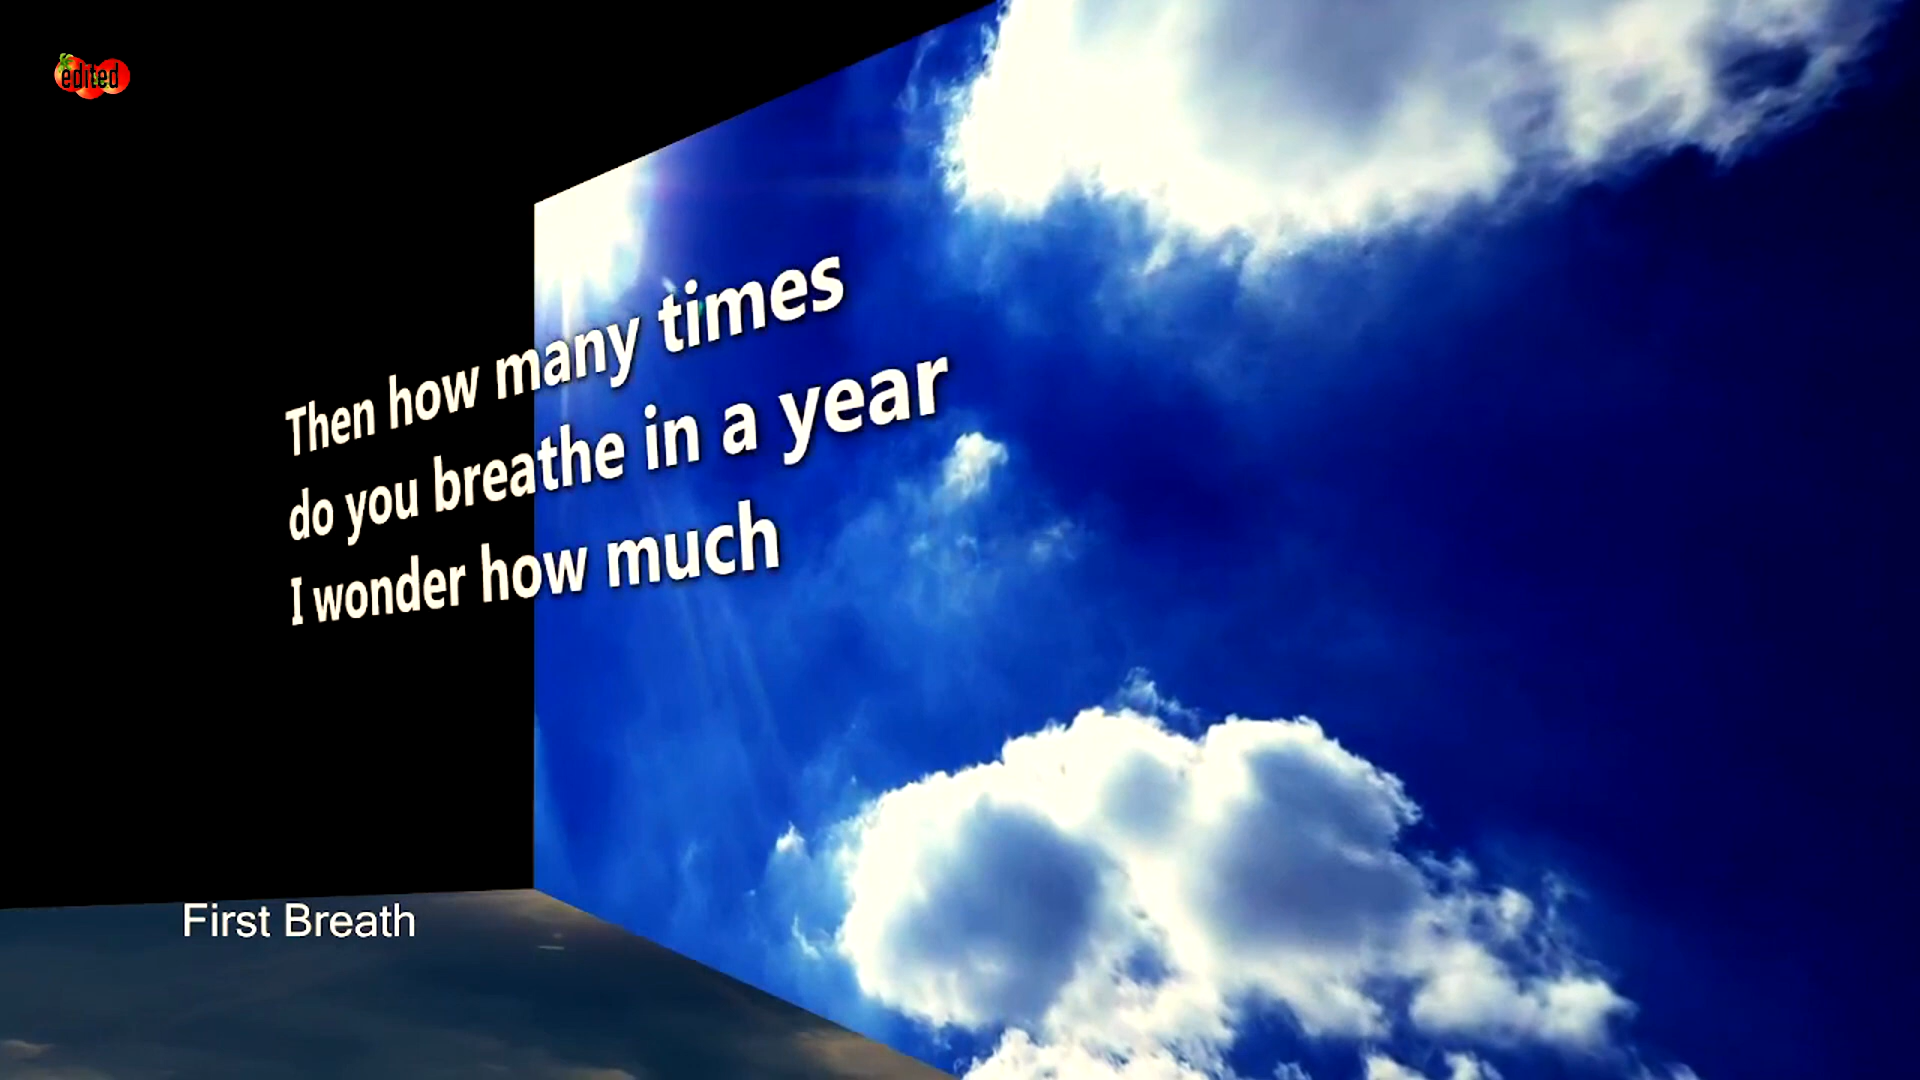 edited
Then how many times
do you breathe in a year
I wonder how much
First Breath